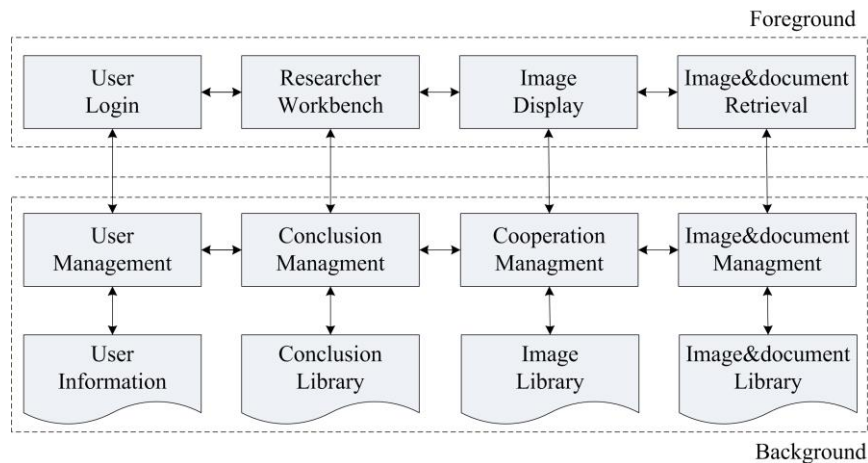 Foreground
User
Login
Researcher
Workbench
Image
Display
Image&document
Retrieval
User
Management
Conclusion
Managment
Cooperation
Managment
Image&document
Managment
User
Information
Conclusion
Library
Image
Library
Image&document
Library
Background